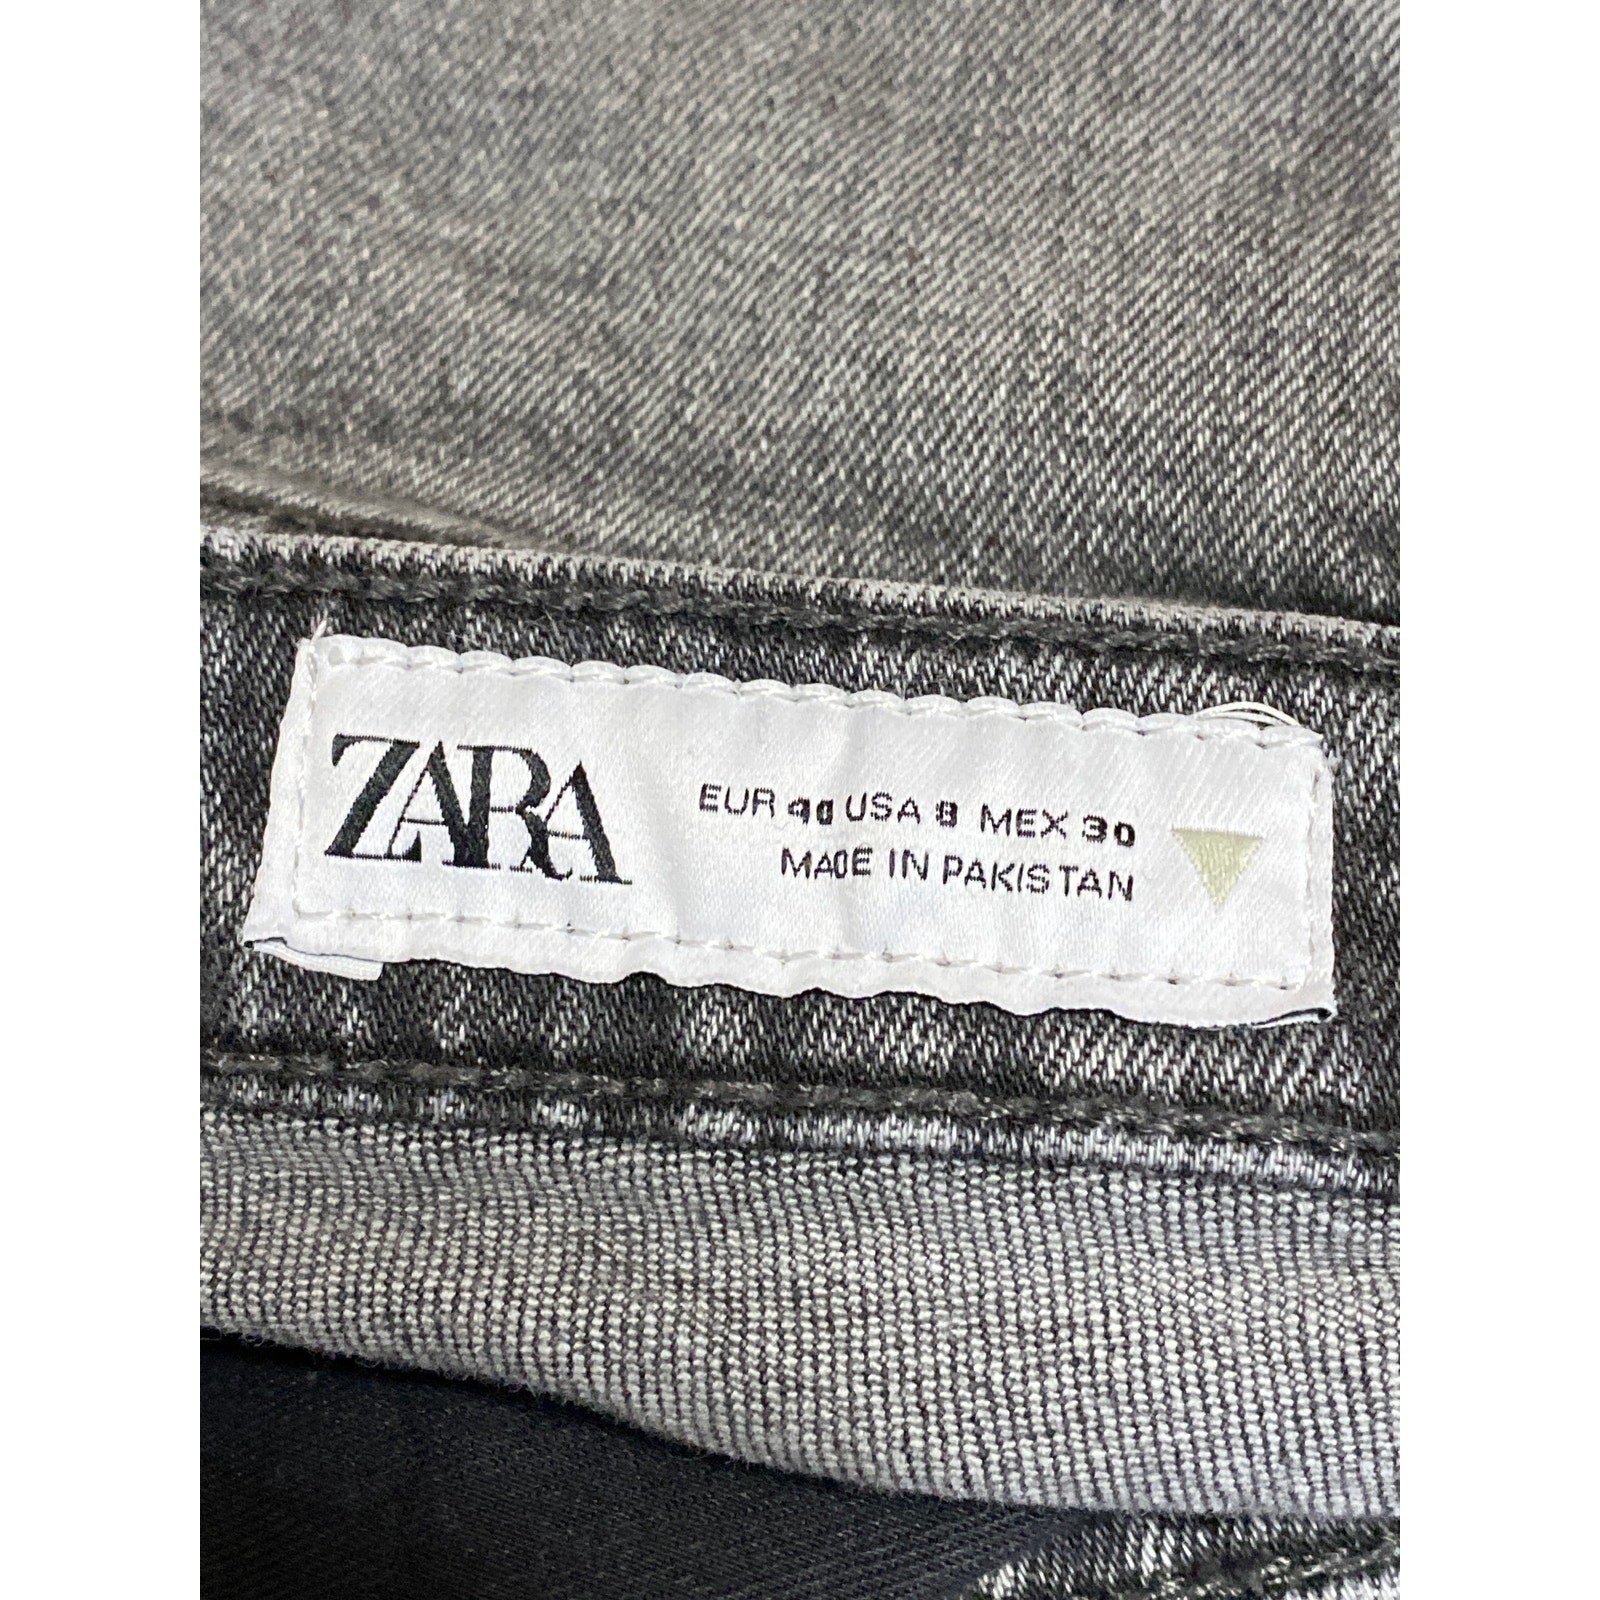 ZARA
EUR 40 USA 8 MEX 30
MADE IN PAKISTAN